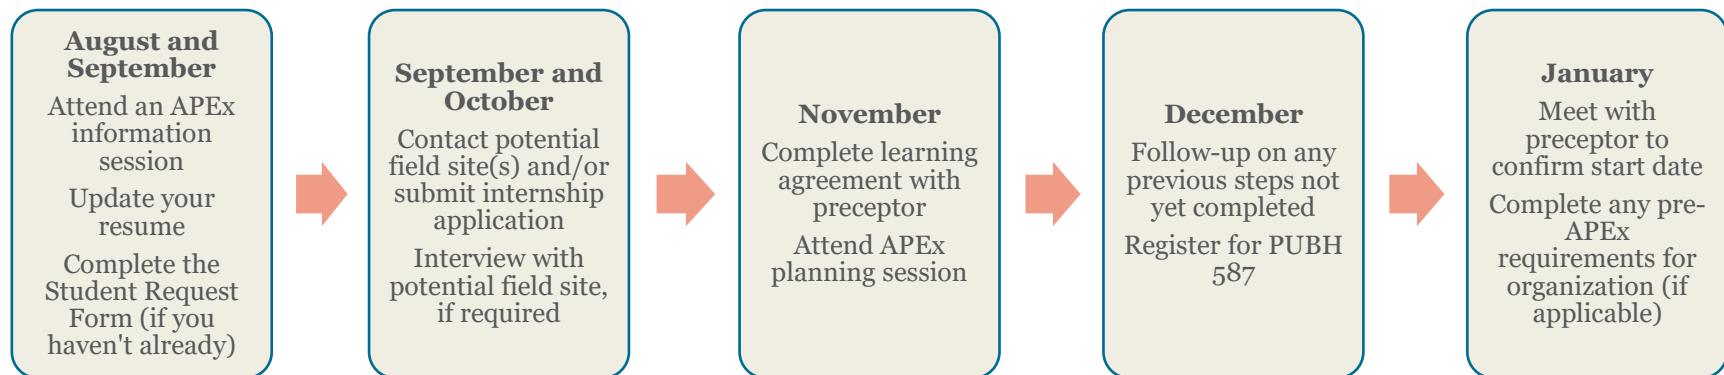 August and
September
Attend an APEx
information
session
Update your
resume
Complete the
Student Request
Form (if you
haven't already)
September and
October
Contact potential
field site(s) and/or
submit internship
application
Interview with
potential field site,
if required
November
Complete learning
agreement with
preceptor
Attend APEx
planning session
December
Follow-up on any
previous steps not
yet completed
Register for PUBH
587
January
Meet with
preceptor to
confirm start date
Complete any pre-
APEx
requirements for
organization (if
applicable)